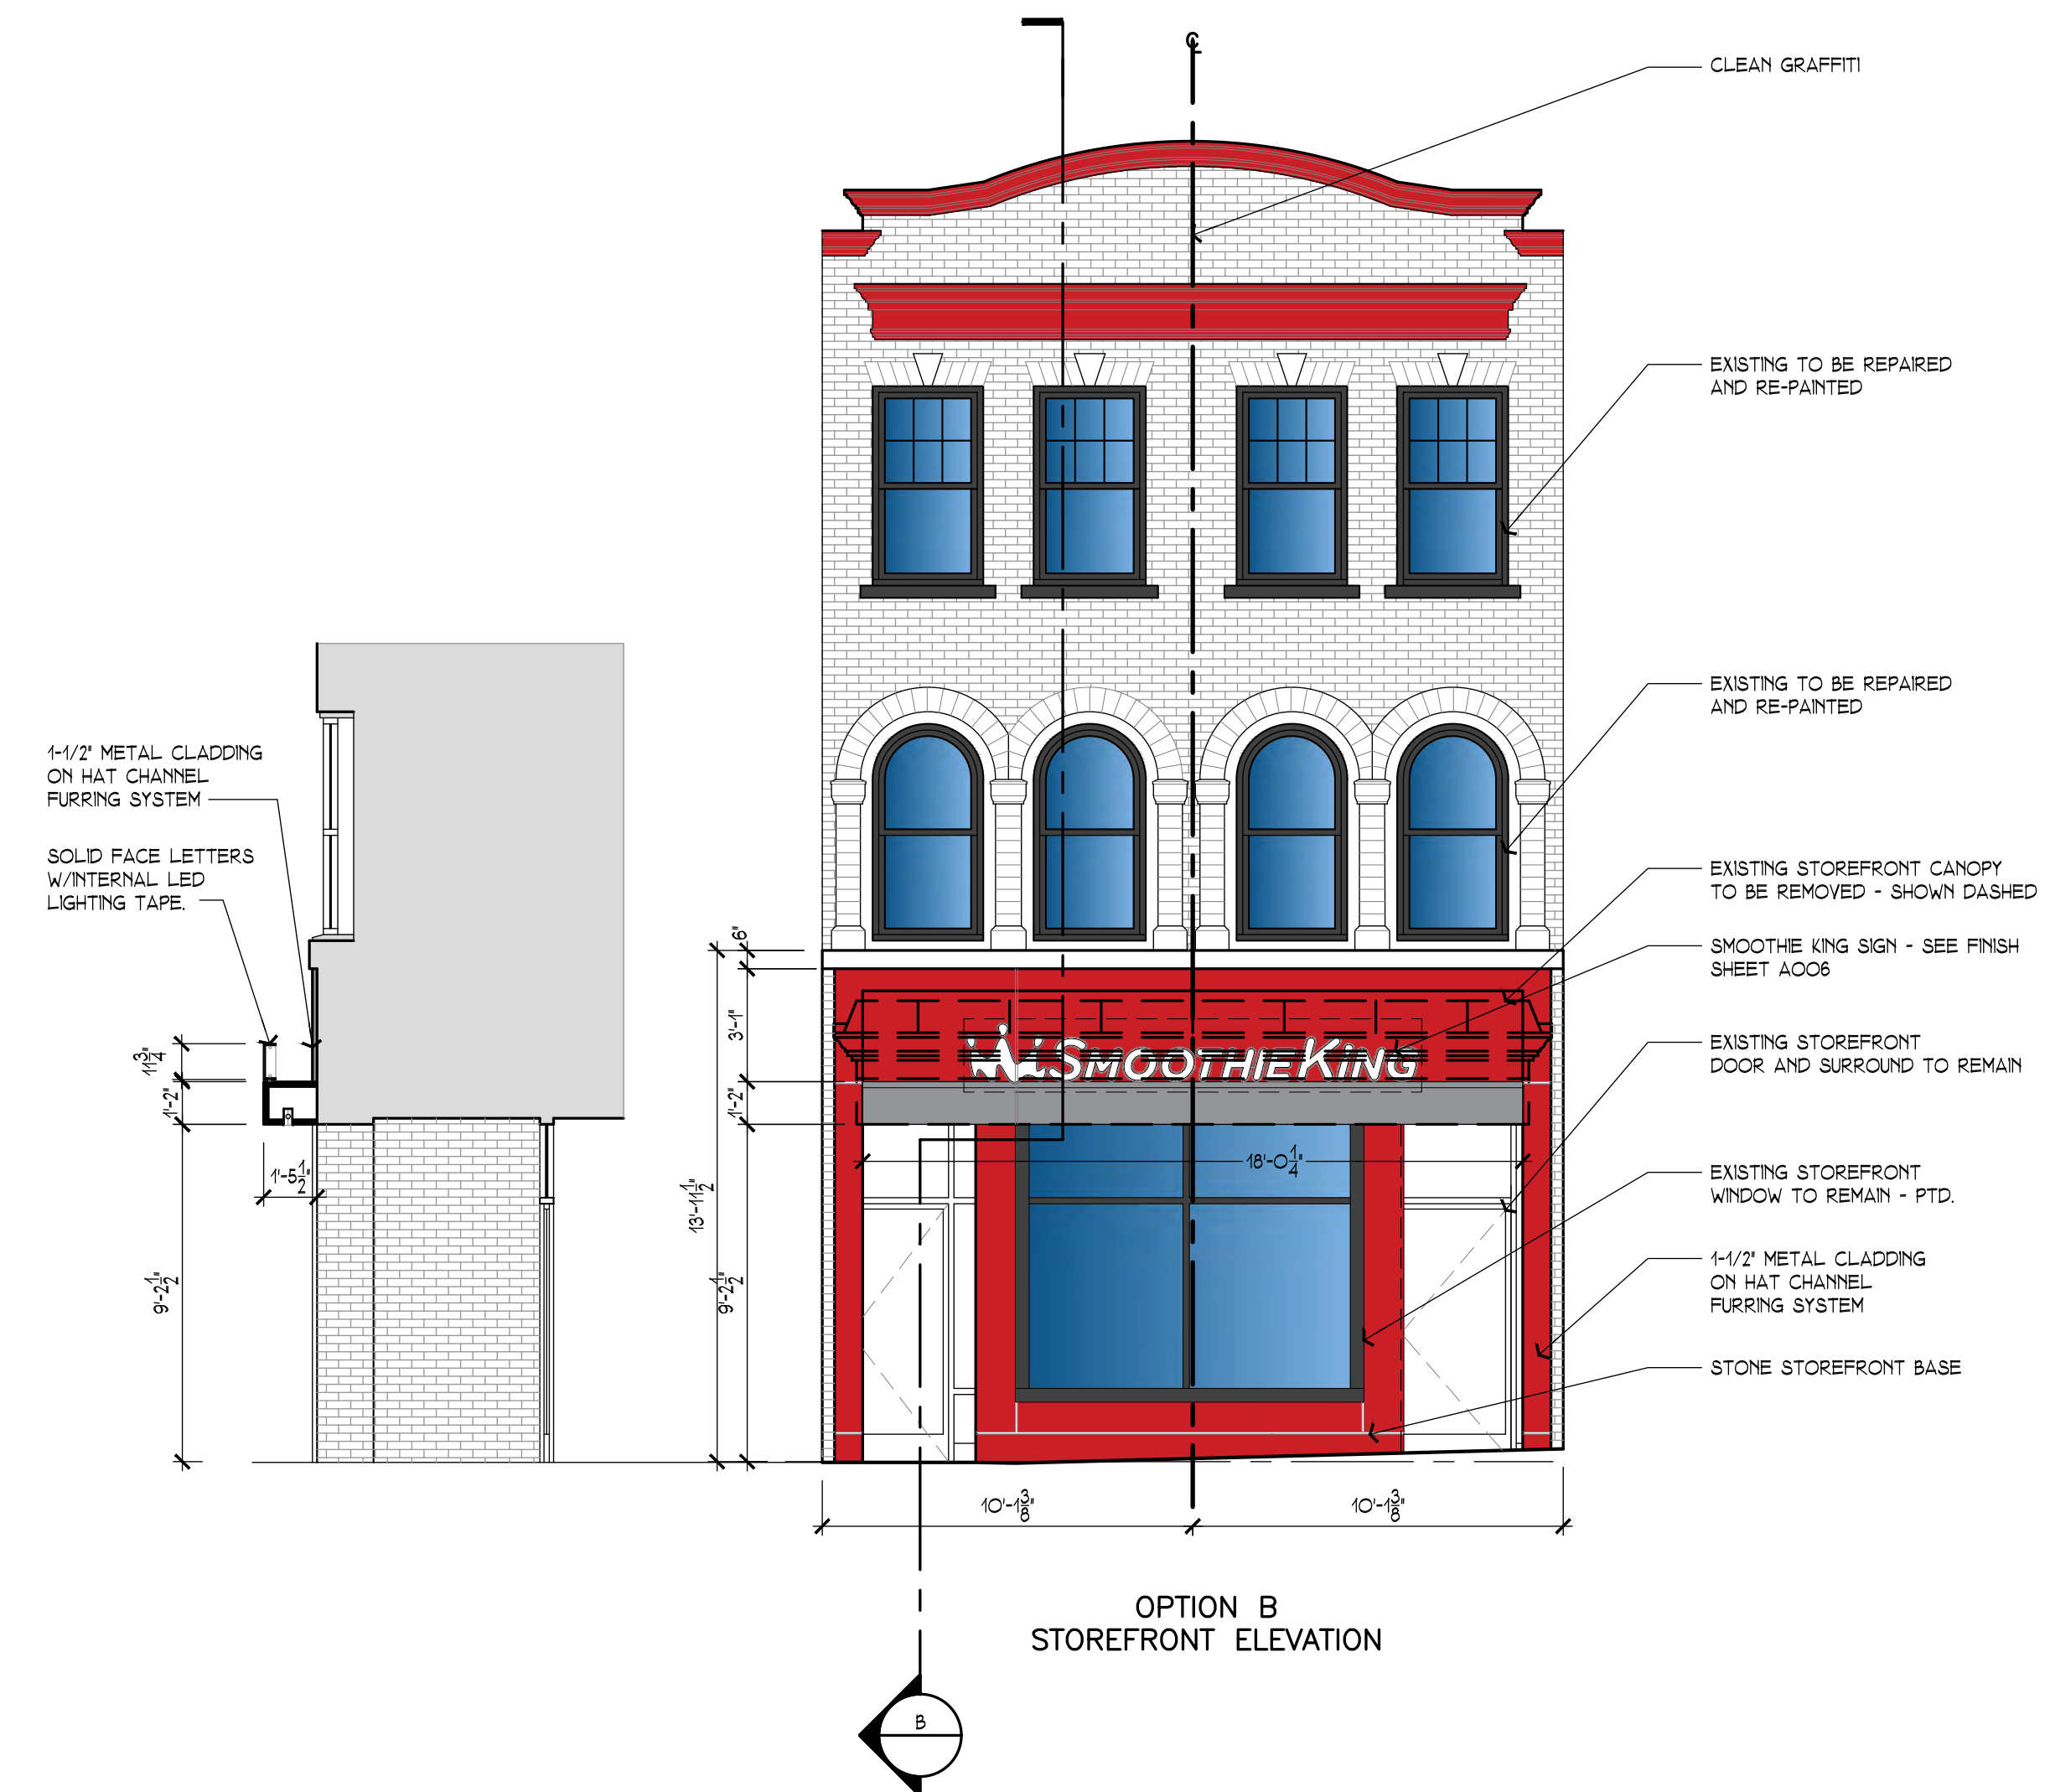 ℄
CLEAN GRAFFITI
EXISTING TO BE REPAIRED
AND RE-PAINTED
EXISTING TO BE REPAIRED
AND RE-PAINTED
1-1/2" METAL CLADDING
ON HAT CHANNEL
FURRING SYSTEM
SOLID FACE LETTERS
W/INTERNAL LED
LIGHTING TAPE.
EXISTING STOREFRONT CANOPY
TO BE REMOVED - SHOWN DASHED
SMOOTHIE KING SIGN - SEE FINISH
SHEET A006
EXISTING STOREFRONT
DOOR AND SURROUND TO REMAIN
EXISTING STOREFRONT
WINDOW TO REMAIN - PTD.
1-1/2" METAL CLADDING
ON HAT CHANNEL
FURRING SYSTEM
STONE STOREFRONT BASE
SMOOTHIE KING
11 3/4"
1'-2"
1'-5 1/2"
9'-2 1/2"
6"
3'-1"
1'-2"
13'-11 1/2"
9'-2 1/2"
18'-0 1/4"
10'-1 3/8"
10'-1 3/8"
OPTION B
STOREFRONT ELEVATION
B